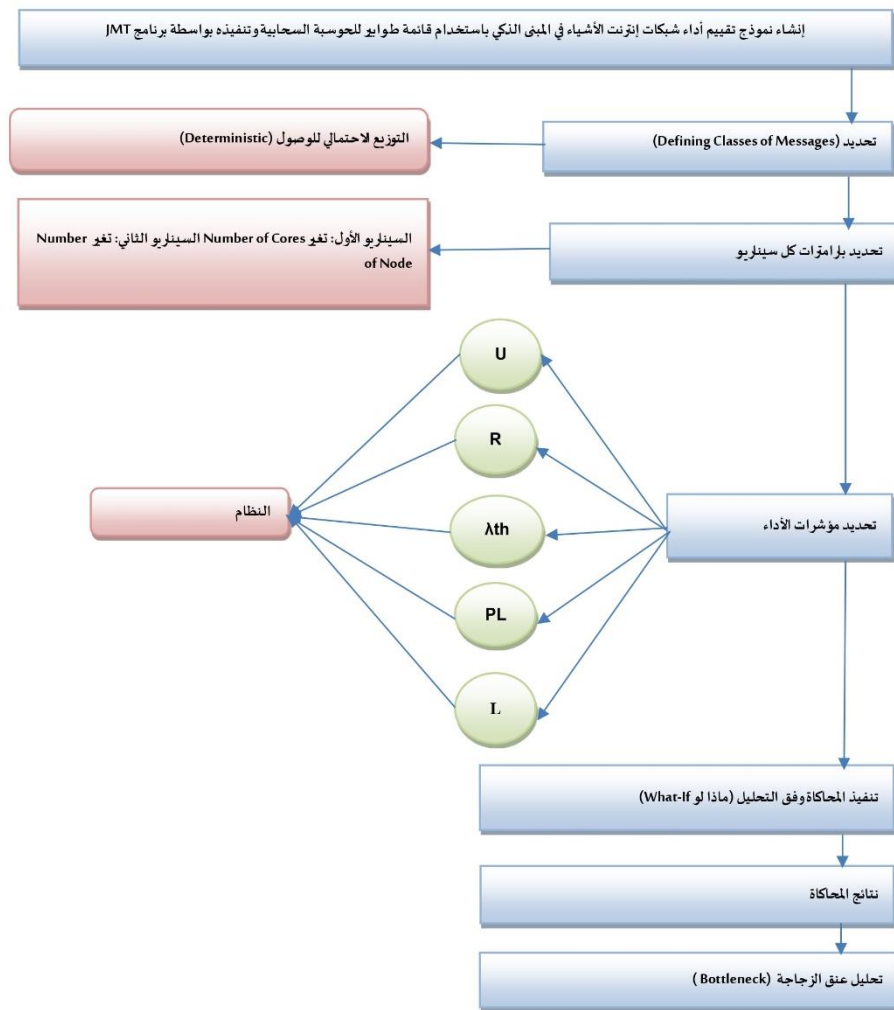 إنشاء نموذج تقييم أداء شبكات إنترنت الأشياء في المبنى الذكي باستخدام قائمة طوابير للحوسبة السحابية وتنفيذه بواسطة برنامج JMT
تحديد (Defining Classes of Messages)
التوزيع الاحتمالي للوصول (Deterministic)
تحديد بارامترات كل سيناريو
السيناريو الأول: تغير Number of Cores السيناريو الثاني: تغير Number
of Node
U
R
λth
PL
L
تحديد مؤشرات الأداء
النظام
تنفيذ المحاكاة وفق التحليل (ماذا لو What-If)
نتائج المحاكاة
تحليل عنق الزجاجة (Bottleneck )